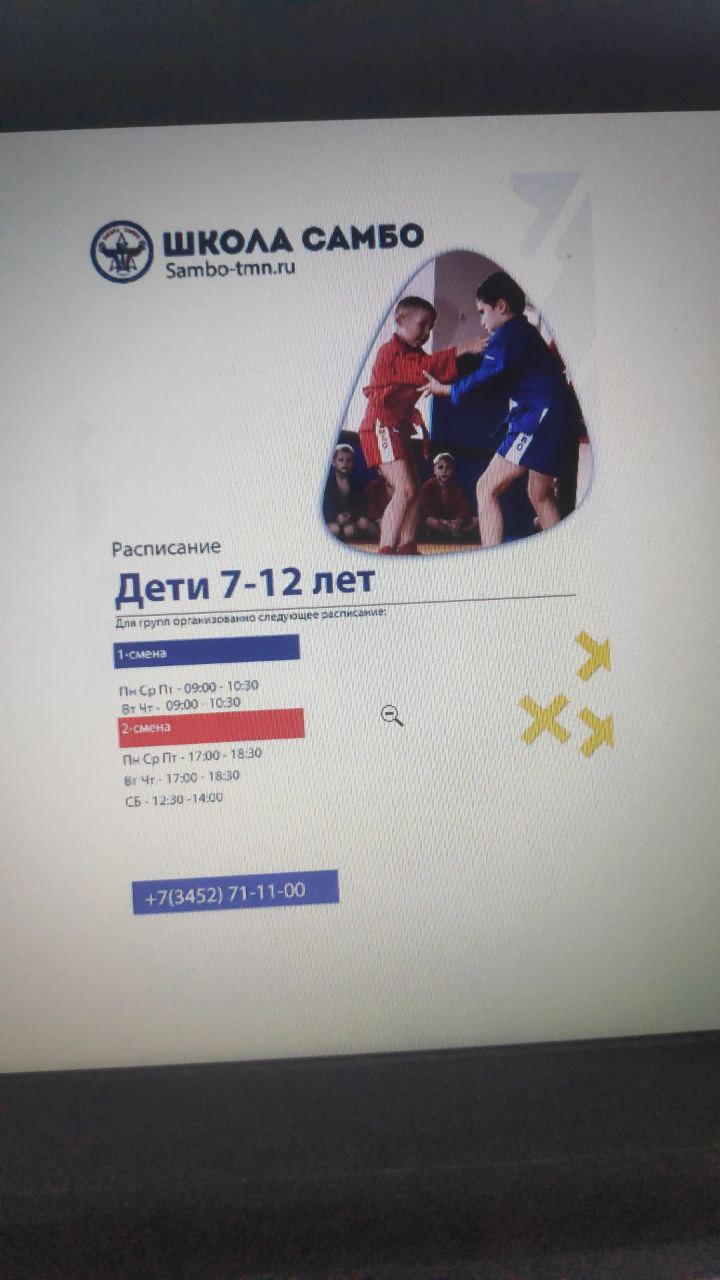 ШКОЛА САМБО
Sambo-tmn.ru
Расписание
Дети 7-12 лет
Для групп организованно следующее расписание:
1-смена
Пн Ср Пт - 09:00 - 10:30
Вт Чт - 09:00 - 10:30
2-смена
Пн Ср Пт - 17:00 - 18:30
Вт Чт - 17:00 - 18:30
СБ - 12:30 -14:00
+7(3452) 71-11-00